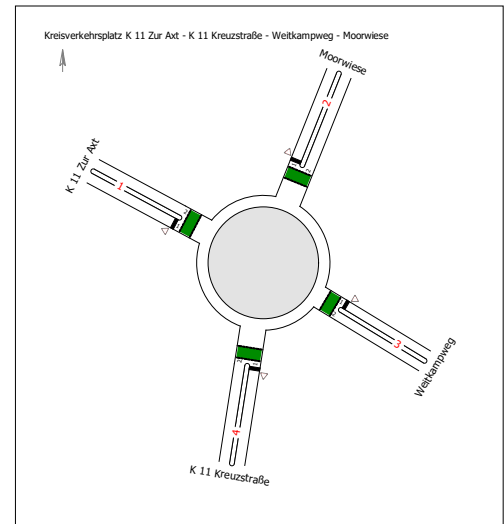 Kreisverkehrsplatz K 11 Zur Axt - K 11 Kreuzstraße - Weitkampweg - Moorwiese
Moorwiese
2
K 11 Zur Axt
1
3
Weitkampweg
4
K 11 Kreuzstraße